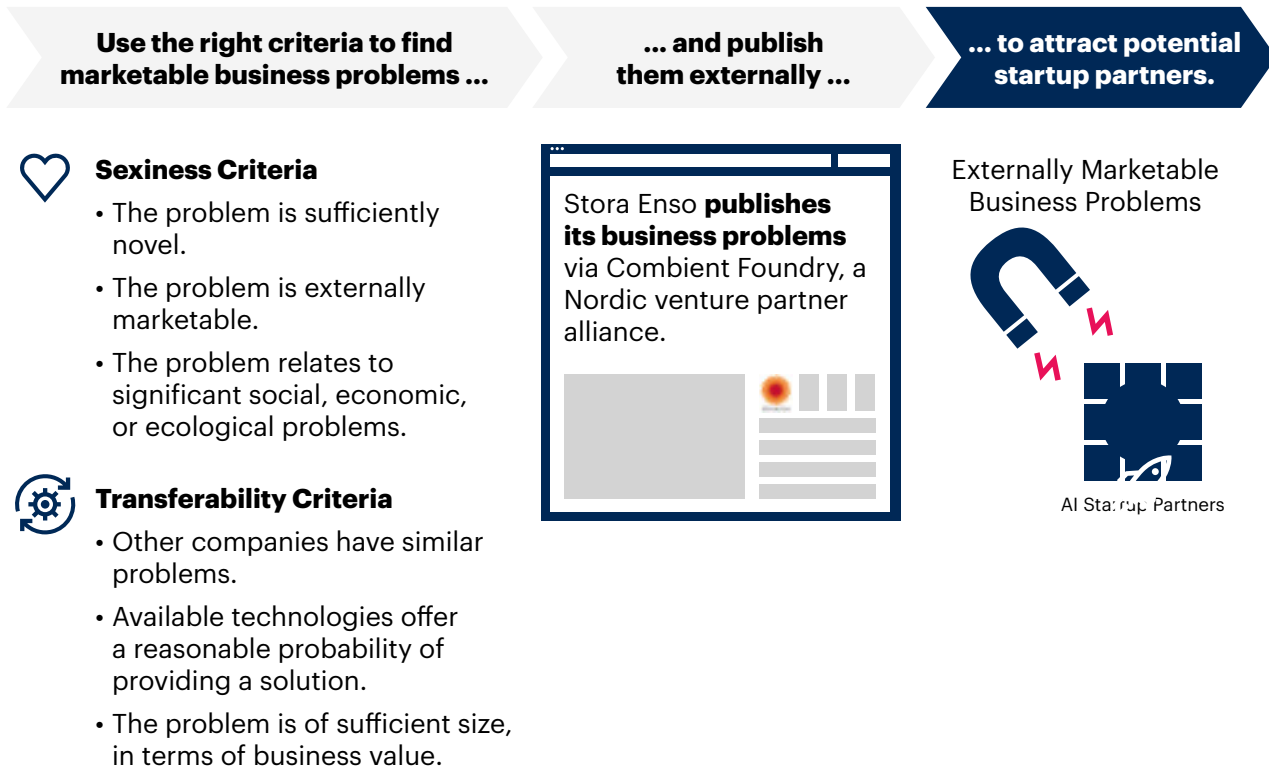 Use the right criteria to find
marketable business problems ...
... and publish
them externally ...
... to attract potential
startup partners.
Sexiness Criteria
• The problem is sufficiently
novel.
• The problem is externally
marketable.
• The problem relates to
significant social, economic,
or ecological problems.
Transferability Criteria
• Other companies have similar
problems.
• Available technologies offer
a reasonable probability of
providing a solution.
• The problem is of sufficient size,
in terms of business value.
Stora Enso publishes
its business problems
via Combient Foundry, a
Nordic venture partner
alliance.
Externally Marketable
Business Problems
AI Startup Partners